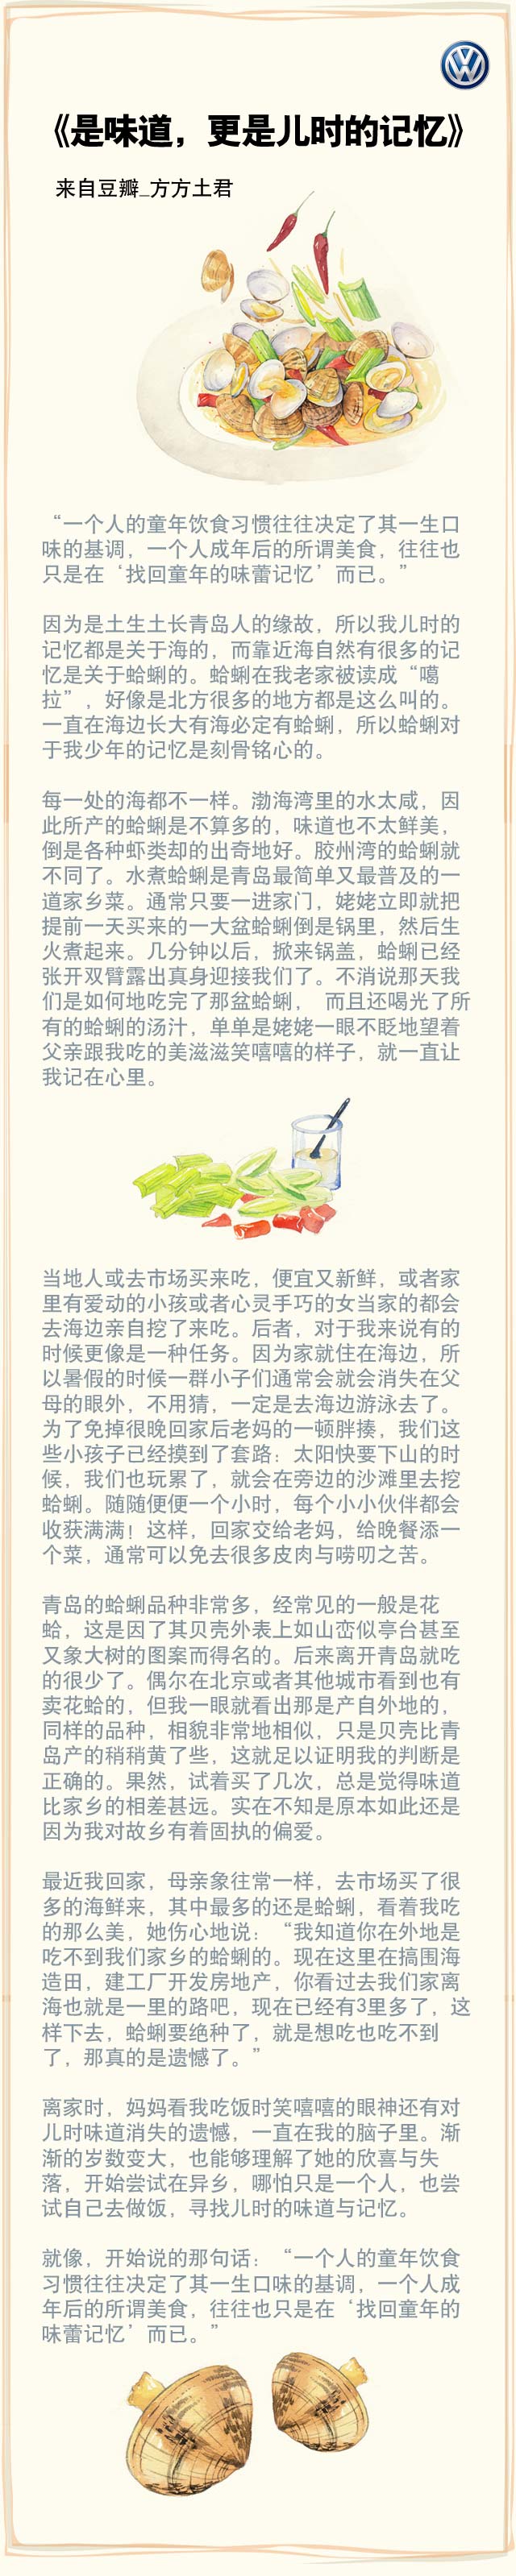 《是味道，更是儿时的记忆》
来自豆瓣_方方土君
“一个人的童年饮食习惯往往决定了其一生口
味的基调，一个人成年后的所谓美食，往往也
只是在‘找回童年的味蕾记忆’而已。”
因为是土生土长青岛人的缘故，所以我儿时的
记忆都是关于海的，而靠近海自然有很多的记
忆是关于蛤蜊的。蛤蜊在我老家被读成“噶
拉”，好像是北方很多的地方都是这么叫的。
一直在海边长大有海必定有蛤蜊，所以蛤蜊对
于我少年的记忆是刻骨铭心的。
每一处的海都不一样。渤海湾里的水太咸，因
此所产的蛤蜊是不算多的，味道也不太鲜美，
倒是各种虾类却的出奇地好。胶州湾的蛤蜊就
不同了。水煮蛤蜊是青岛最简单又最普及的一
道家乡菜。通常只要一进家门，姥姥立即就把
提前一天买来的一大盆蛤蜊倒是锅里，然后生
火煮起来。几分钟以后，掀来锅盖，蛤蜊已经
张开双臂露出真身迎接我们了。不消说那天我
们是如何地吃完了那盆蛤蜊， 而且还喝光了所
有的蛤蜊的汤汁，单单是姥姥一眼不眨地望着
父亲跟我吃的美滋滋笑嘻嘻的样子，就一直让
我记在心里。
当地人或去市场买来吃，便宜又新鲜，或者家
里有爱动的小孩或者心灵手巧的女当家的都会
去海边亲自挖了来吃。后者，对于我来说有的
时候更像是一种任务。因为家就住在海边，所
以暑假的时候一群小子们通常会就会消失在父
母的眼外，不用猜，一定是去海边游泳去了。
为了免掉很晚回家后老妈的一顿胖揍，我们这
些小孩子已经摸到了套路：太阳快要下山的时
候，我们也玩累了，就会在旁边的沙滩里去挖
蛤蜊。随随便便一个小时，每个小小伙伴都会
收获满满！这样，回家交给老妈，给晚餐添一
个菜，通常可以免去很多皮肉与唠叨之苦。
青岛的蛤蜊品种非常多，经常见的一般是花
蛤，这是因了其贝壳外表上如山峦似亭台甚至
又象大树的图案而得名的。后来离开青岛就吃
的很少了。偶尔在北京或者其他城市看到也有
卖花蛤的，但我一眼就看出那是产自外地的，
同样的品种，相貌非常地相似，只是贝壳比青
岛产的稍稍黄了些，这就足以证明我的判断是
正确的。果然，试着买了几次，总是觉得味道
比家乡的相差甚远。实在不知是原本如此还是
因为我对故乡有着固执的偏爱。
最近我回家，母亲象往常一样，去市场买了很
多的海鲜来，其中最多的还是蛤蜊，看着我吃
的那么美，她伤心地说：“我知道你在外地是
吃不到我们家乡的蛤蜊的。现在这里在搞围海
造田，建工厂开发房地产，你看过去我们家离
海也就是一里的路吧，现在已经有3里多了，这
样下去，蛤蜊要绝种了，就是想吃也吃不到
了，那真的是遗憾了。”
离家时，妈妈看我吃饭时笑嘻嘻的眼神还有对
儿时味道消失的遗憾，一直在我的脑子里。渐
渐的岁数变大，也能够理解了她的欣喜与失
落，开始尝试在异乡，哪怕只是一个人，也尝
试自己去做饭，寻找儿时的味道与记忆。
就像，开始说的那句话：“一个人的童年饮食
习惯往往决定了其一生口味的基调，一个人成
年后的所谓美食，往往也只是在‘找回童年的
味蕾记忆’而已。”